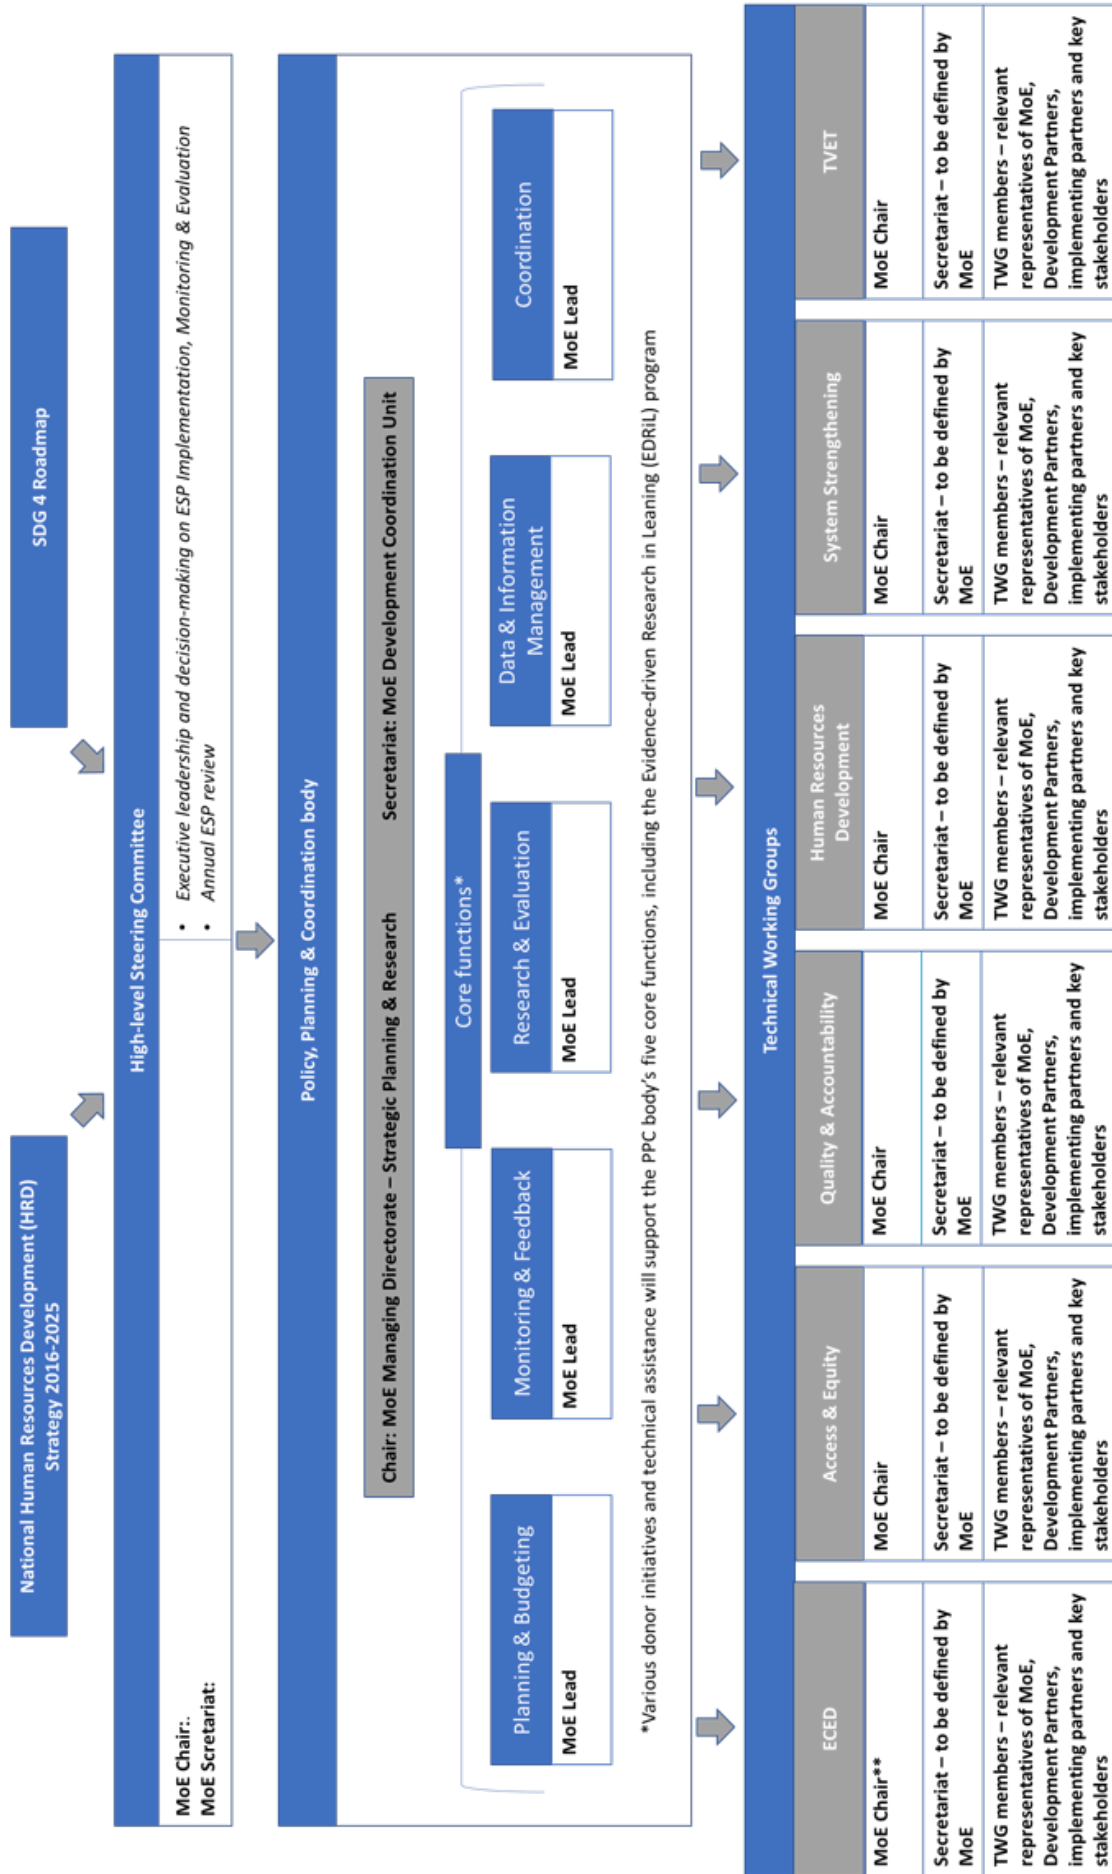 National Human Resources Development (HRD)
Strategy 2016-2025
SDG 4 Roadmap
High-level Steering Committee
MoE Chair:.
MoE Scretariat:
• Executive leadership and decision-making on ESP Implementation, Monitoring & Evaluation
• Annual ESP review
Policy, Planning & Coordination body
Chair: MoE Managing Directorate – Strategic Planning & Research
Secretariat: MoE Development Coordination Unit
Core functions*
Planning & Budgeting
MoE Lead
Monitoring & Feedback
MoE Lead
Research & Evaluation
MoE Lead
Data & Information
Management
MoE Lead
Coordination
MoE Lead
*Various donor initiatives and technical assistance will support the PPC body's five core functions, including the Evidence-driven Research in Leaning (EDRiL) program
Technical Working Groups
ECED
MoE Chair**
Secretariat – to be defined by
MoE
TWG members – relevant
representatives of MoE,
Development Partners,
implementing partners and key
stakeholders
Access & Equity
MoE Chair
Secretariat – to be defined by
MoE
TWG members – relevant
representatives of MoE,
Development Partners,
implementing partners and key
stakeholders
Quality & Accountability
MoE Chair
Secretariat – to be defined by
MoE
TWG members – relevant
representatives of MoE,
Development Partners,
implementing partners and key
stakeholders
Human Resources
Development
MoE Chair
Secretariat – to be defined by
MoE
TWG members – relevant
representatives of MoE,
Development Partners,
implementing partners and key
stakeholders
System Strengthening
MoE Chair
Secretariat – to be defined by
MoE
TWG members – relevant
representatives of MoE,
Development Partners,
implementing partners and key
stakeholders
TVET
MoE Chair
Secretariat – to be defined by
MoE
TWG members – relevant
representatives of MoE,
Development Partners,
implementing partners and key
stakeholders